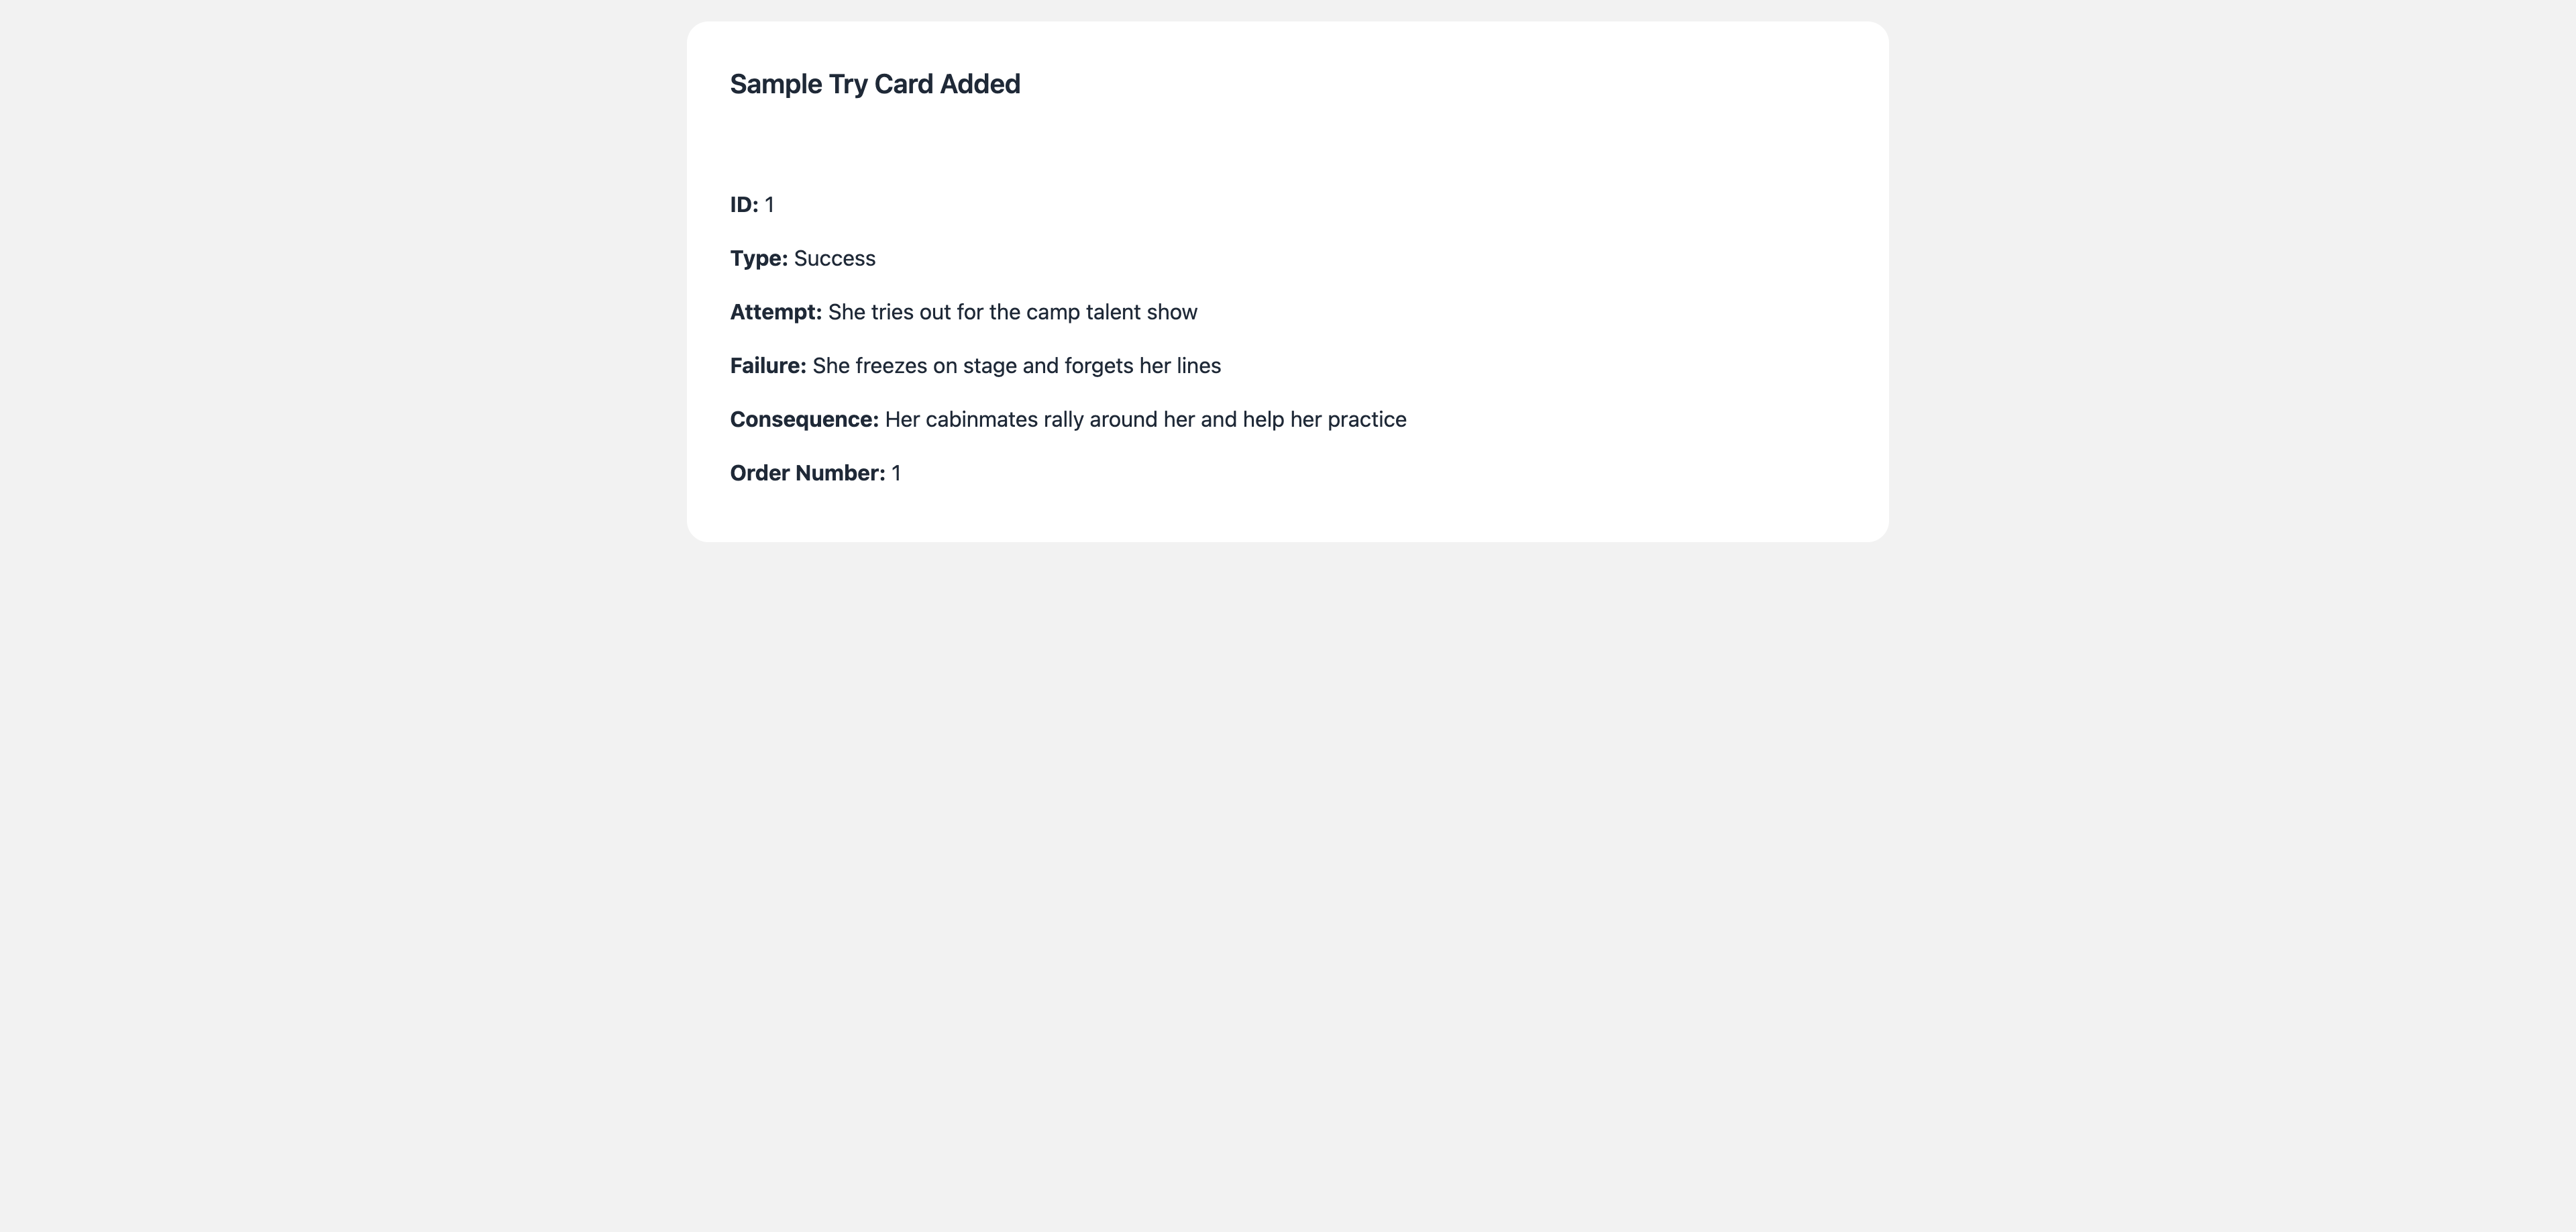 Sample Try Card Added
ID: 1
Type: Success
Attempt: She tries out for the camp talent show
Failure: She freezes on stage and forgets her lines
Consequence: Her cabinmates rally around her and help her practice
Order Number: 1